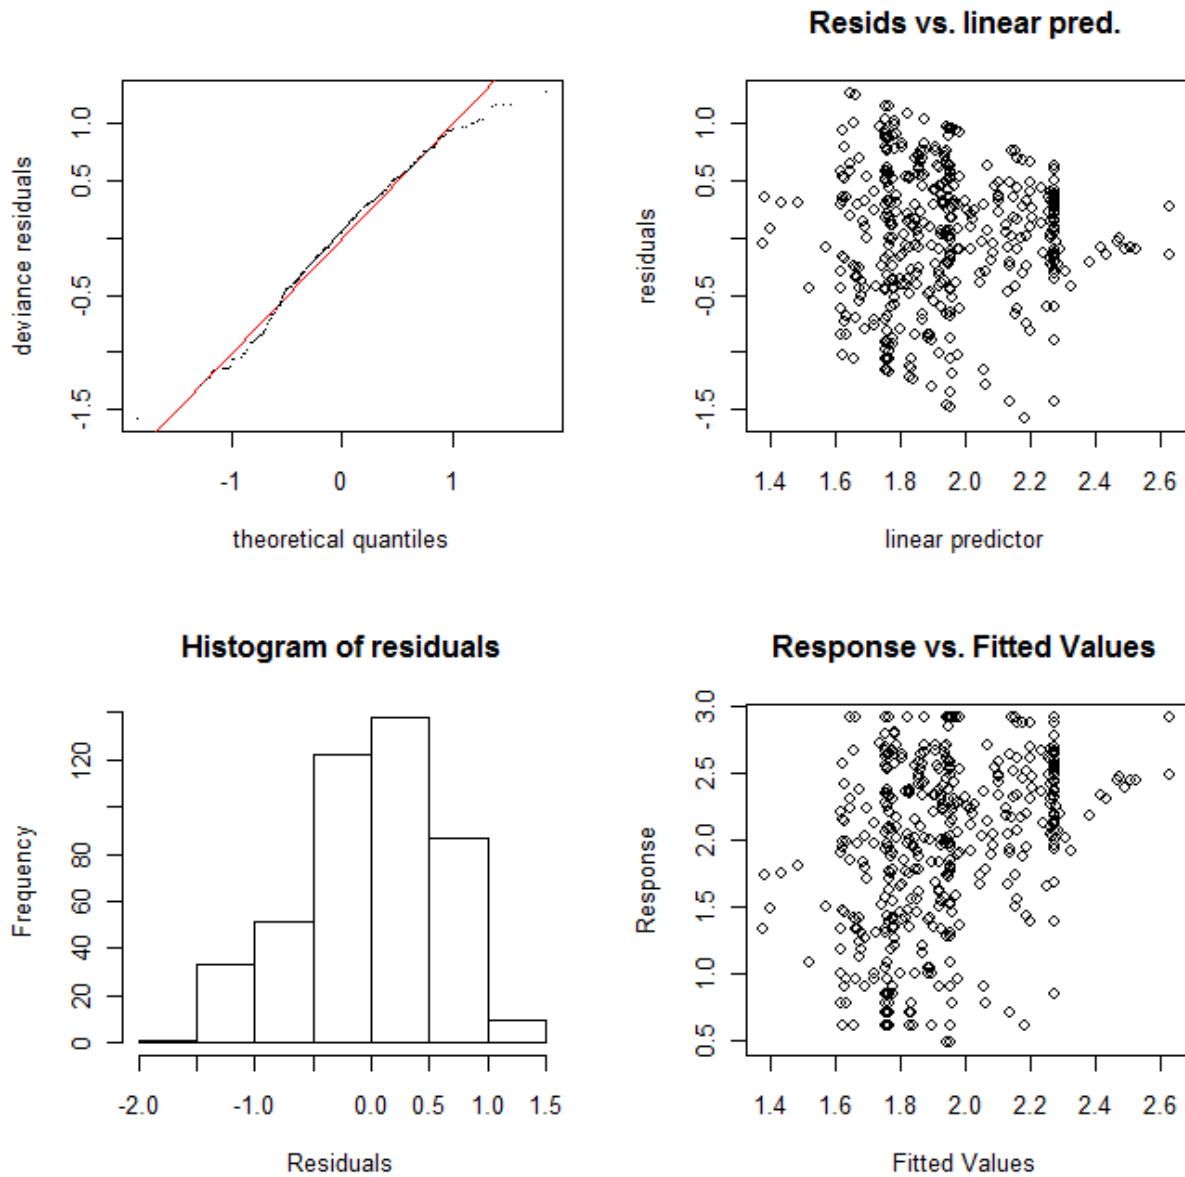 deviance residuals
-1.5 -0.5 0.5 1.0
-1 0 1
theoretical quantiles
Resids vs. linear pred.
residuals
-1.5 -0.5 0.5 1.0
1.4 1.6 1.8 2.0 2.2 2.4 2.6
linear predictor
Histogram of residuals
Frequency
0 20 40 60 80 120
-2.0 -1.0 0.0 0.5 1.0 1.5
Residuals
Response vs. Fitted Values
Response
0.5 1.0 1.5 2.0 2.5 3.0
1.4 1.6 1.8 2.0 2.2 2.4 2.6
Fitted Values